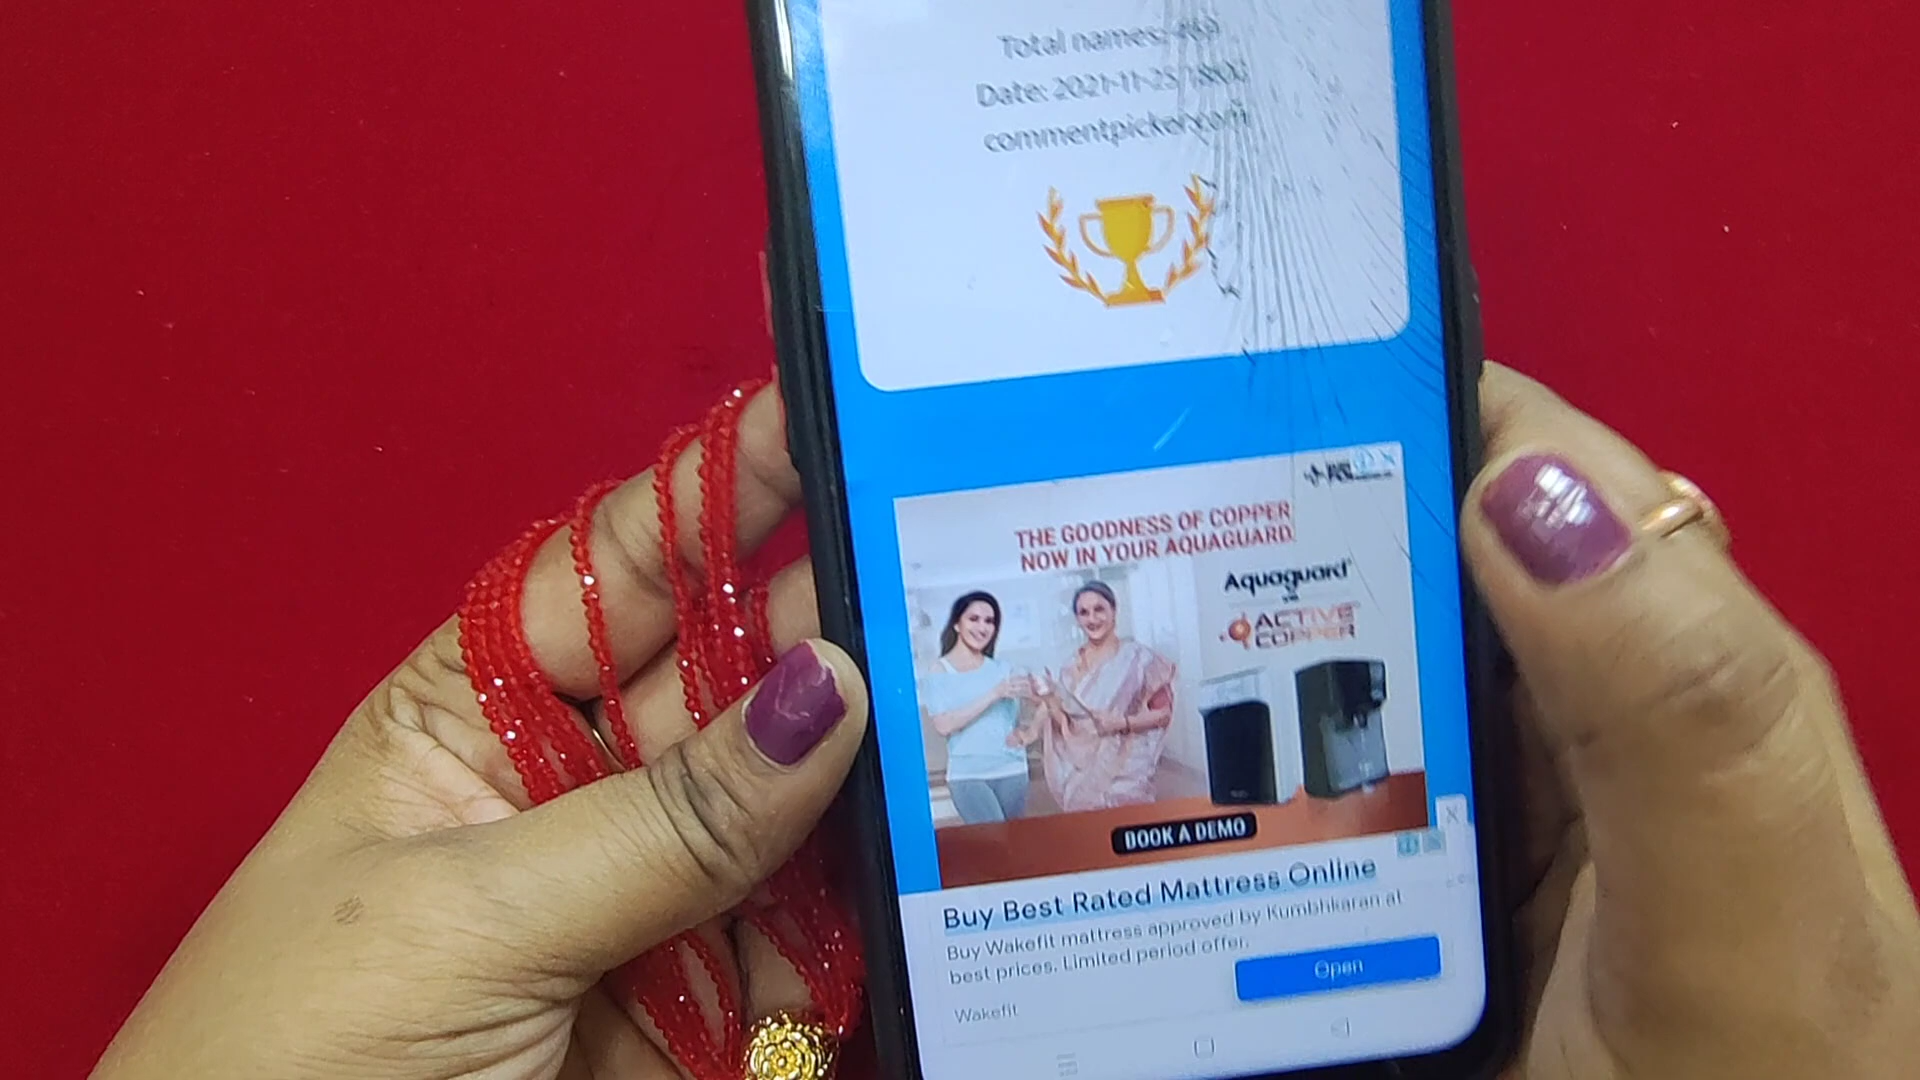 Total names:
Date: 2021-11-25
commentpicker.com
THE GOODNESS OF COPPER
NOW IN YOUR AQUAGUARD.
Aquaguard
ACTIVE
COPPER
BOOK A DEMO
Buy Best Rated Mattress Online
Buy Wakefit mattress approved by Kumbhkaran at
best prices. Limited period offer.
Open
Wakefit